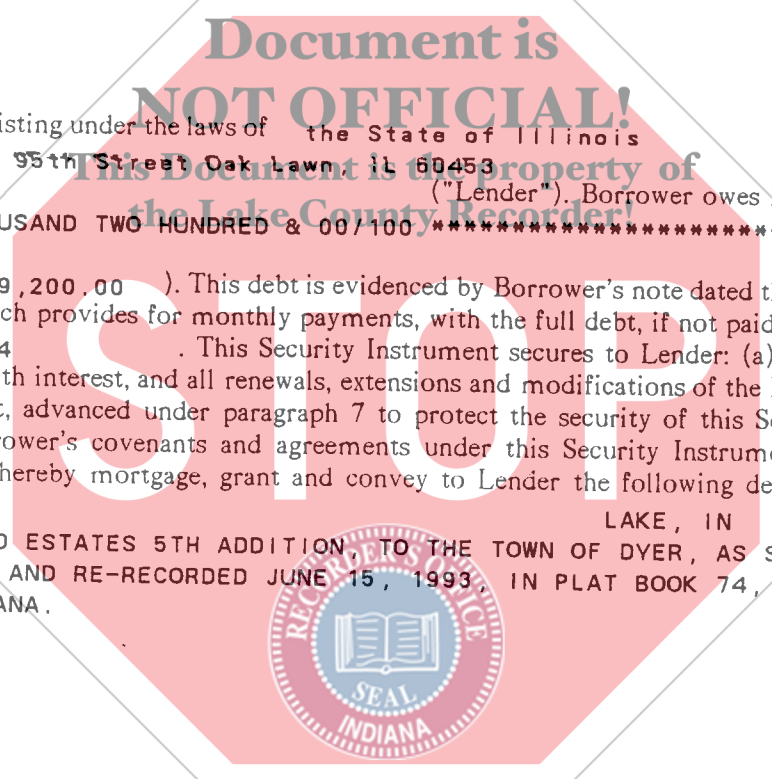 Document is
NOT OFFICIAL!
isting under the laws of the State of Illinois
95th Street Oak Lawn, IL 60453
This Document is the property of
("Lender"). Borrower owes
the Lake County Recorder!
USAND TWO HUNDRED & 00/100 **********************
9,200.00 ). This debt is evidenced by Borrower's note dated t
ch provides for monthly payments, with the full debt, if not paid
4 . This Security Instrument secures to Lender: (a)
th interest, and all renewals, extensions and modifications of the
t, advanced under paragraph 7 to protect the security of this S
rower's covenants and agreements under this Security Instrum
hereby mortgage, grant and convey to Lender the following de
STOP
LAKE, IN
D ESTATES 5TH ADDITION, TO THE TOWN OF DYER, AS S
AND RE-RECORDED JUNE 15, 1993, IN PLAT BOOK 74,
ANA.
RECORDER'S OFFICE
SEAL
INDIANA